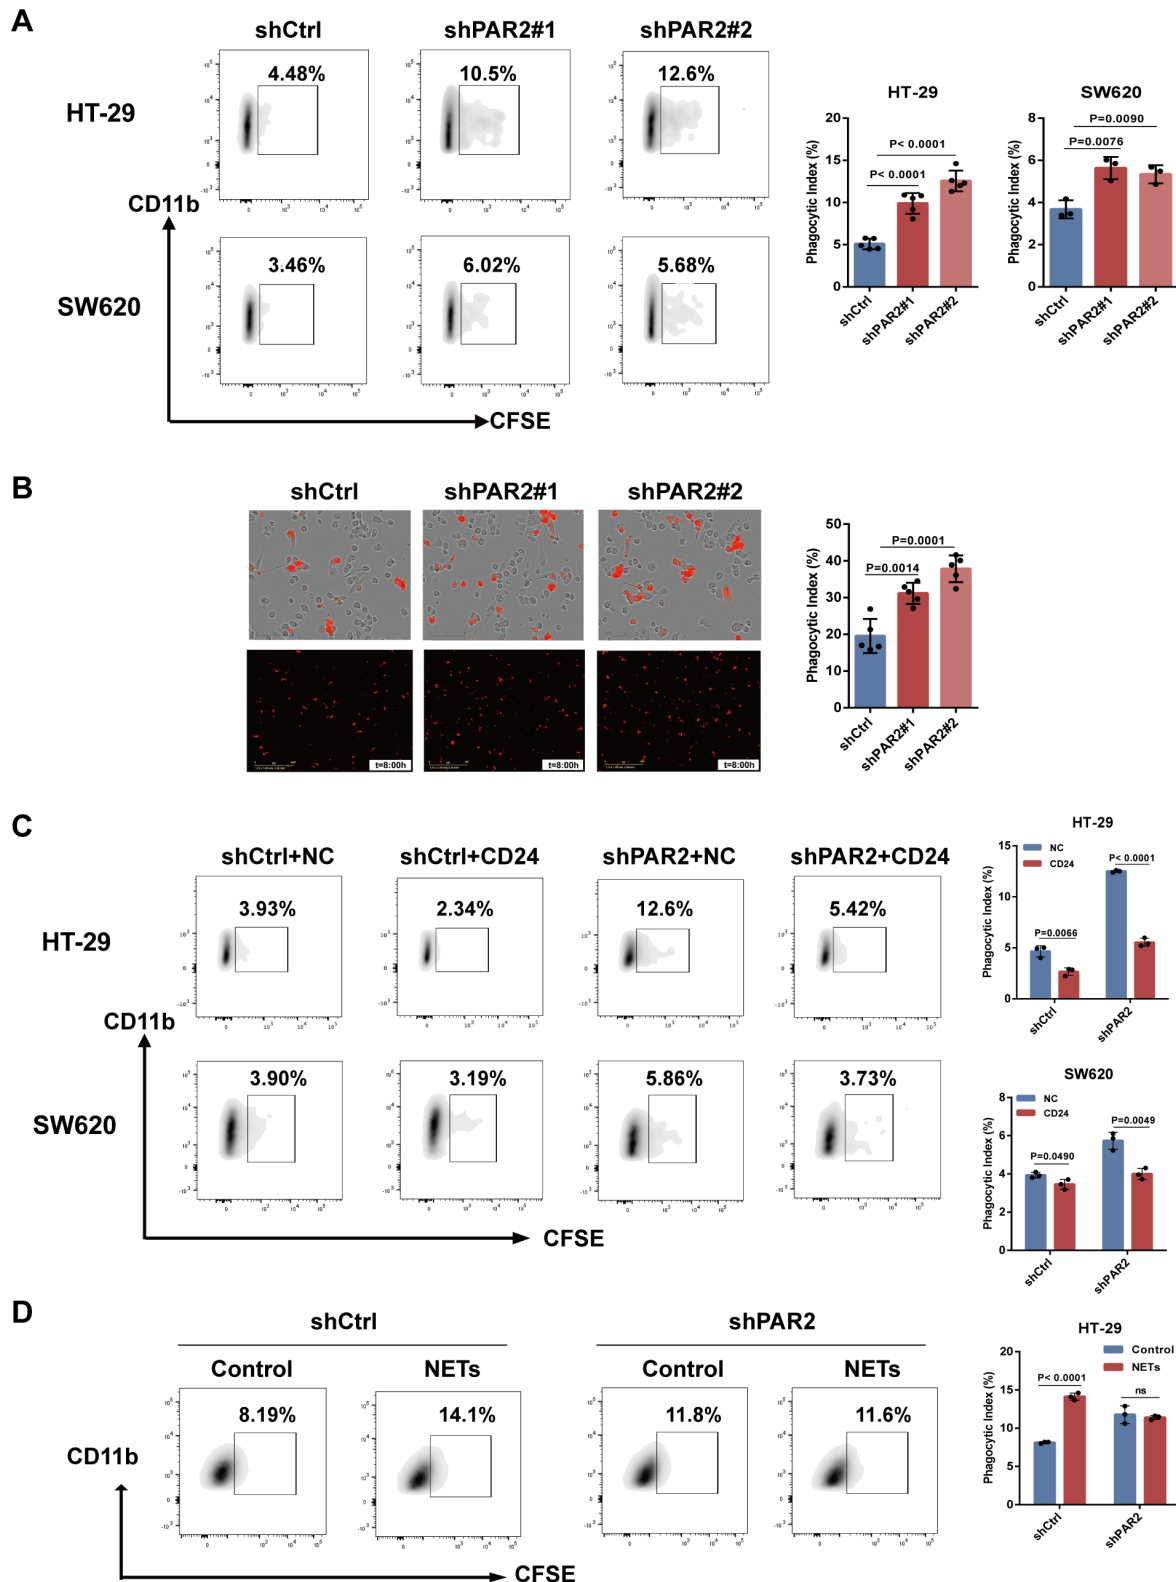 A
shCtrl
shPAR2#1
shPAR2#2
HT-29
4.48%
10.5%
12.6%
CD11b
SW620
3.46%
6.02%
5.68%
CFSE
HT-29
Phagocytic Index (%)
20
15
10
5
0
P< 0.0001
P< 0.0001
shCtrl
shPAR2#1
shPAR2#2
SW620
Phagocytic Index (%)
8
6
4
2
0
P=0.0090
P=0.0076
shCtrl
shPAR2#1
shPAR2#2
B
shCtrl
shPAR2#1
shPAR2#2
t=8:00h
t=8:00h
t=8:00h
Phagocytic Index (%)
40
30
20
10
0
P=0.0001
P=0.0014
shCtrl
shPAR2#1
shPAR2#2
C
shCtrl+NC
shCtrl+CD24
shPAR2+NC
shPAR2+CD24
HT-29
3.93%
2.34%
12.6%
5.42%
CD11b
SW620
3.90%
3.19%
5.86%
3.73%
CFSE
HT-29
NC
CD24
Phagocytic Index (%)
15
10
5
0
P=0.0066
P< 0.0001
shCtrl
shPAR2
SW620
NC
CD24
Phagocytic Index (%)
8
6
4
2
0
P=0.0490
P=0.0049
shCtrl
shPAR2
D
shCtrl
shPAR2
Control
NETs
Control
NETs
8.19%
14.1%
11.8%
11.6%
CD11b
CFSE
HT-29
Control
NETs
Phagocytic Index (%)
20
15
10
5
0
P< 0.0001
ns
shCtrl
shPAR2